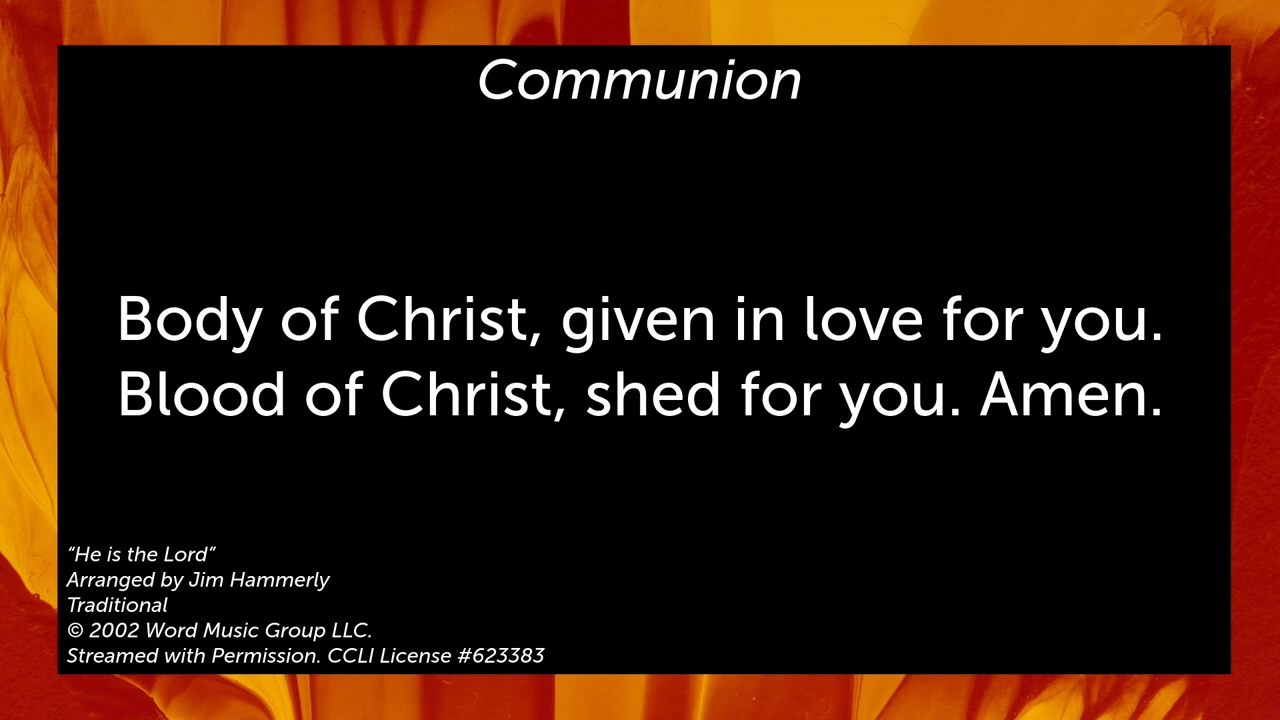 Communion
Body of Christ, given in love for you.
Blood of Christ, shed for you. Amen.
“He is the Lord”
Arranged by Jim Hammerly
Traditional
© 2002 Word Music Group LLC.
Streamed with Permission. CCLI License #623383